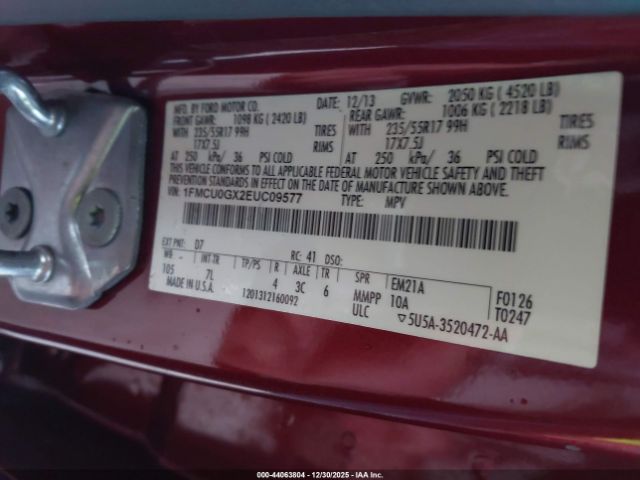 MFD. BY FORD MOTOR CO. DATE: 12/13 GVWR: 2050 KG ( 4520 LB)
FRONT GAWR: 1098 KG ( 2420 LB) REAR GAWR: 1006 KG ( 2218 LB)
WITH 235/55R17 99H TIRES WITH 235/55R17 99H TIRES
17X7.5J RIMS 17X7.5J RIMS
AT 250 kPa/ 36 PSI COLD AT 250 kPa/ 36 PSI COLD
THIS VEHICLE CONFORMS TO ALL APPLICABLE FEDERAL MOTOR VEHICLE SAFETY AND THEFT
PREVENTION STANDARDS IN EFFECT ON THE DATE OF MANUFACTURE SHOWN ABOVE.
VIN: 1FMCU0GX2EUC09577 TYPE: MPV
EXT PNT: D7 RC: 41 DSO:
WB - INT TR TP/PS R AXLE TR SPR EM21A F0126
105 7L 4 3C 6 MMPP 10A T0247
MADE IN U.S.A. 1201312160092 ULC ▽5U5A-3520472-AA
000-44063804 - 12/30/2025 - IAAI.com